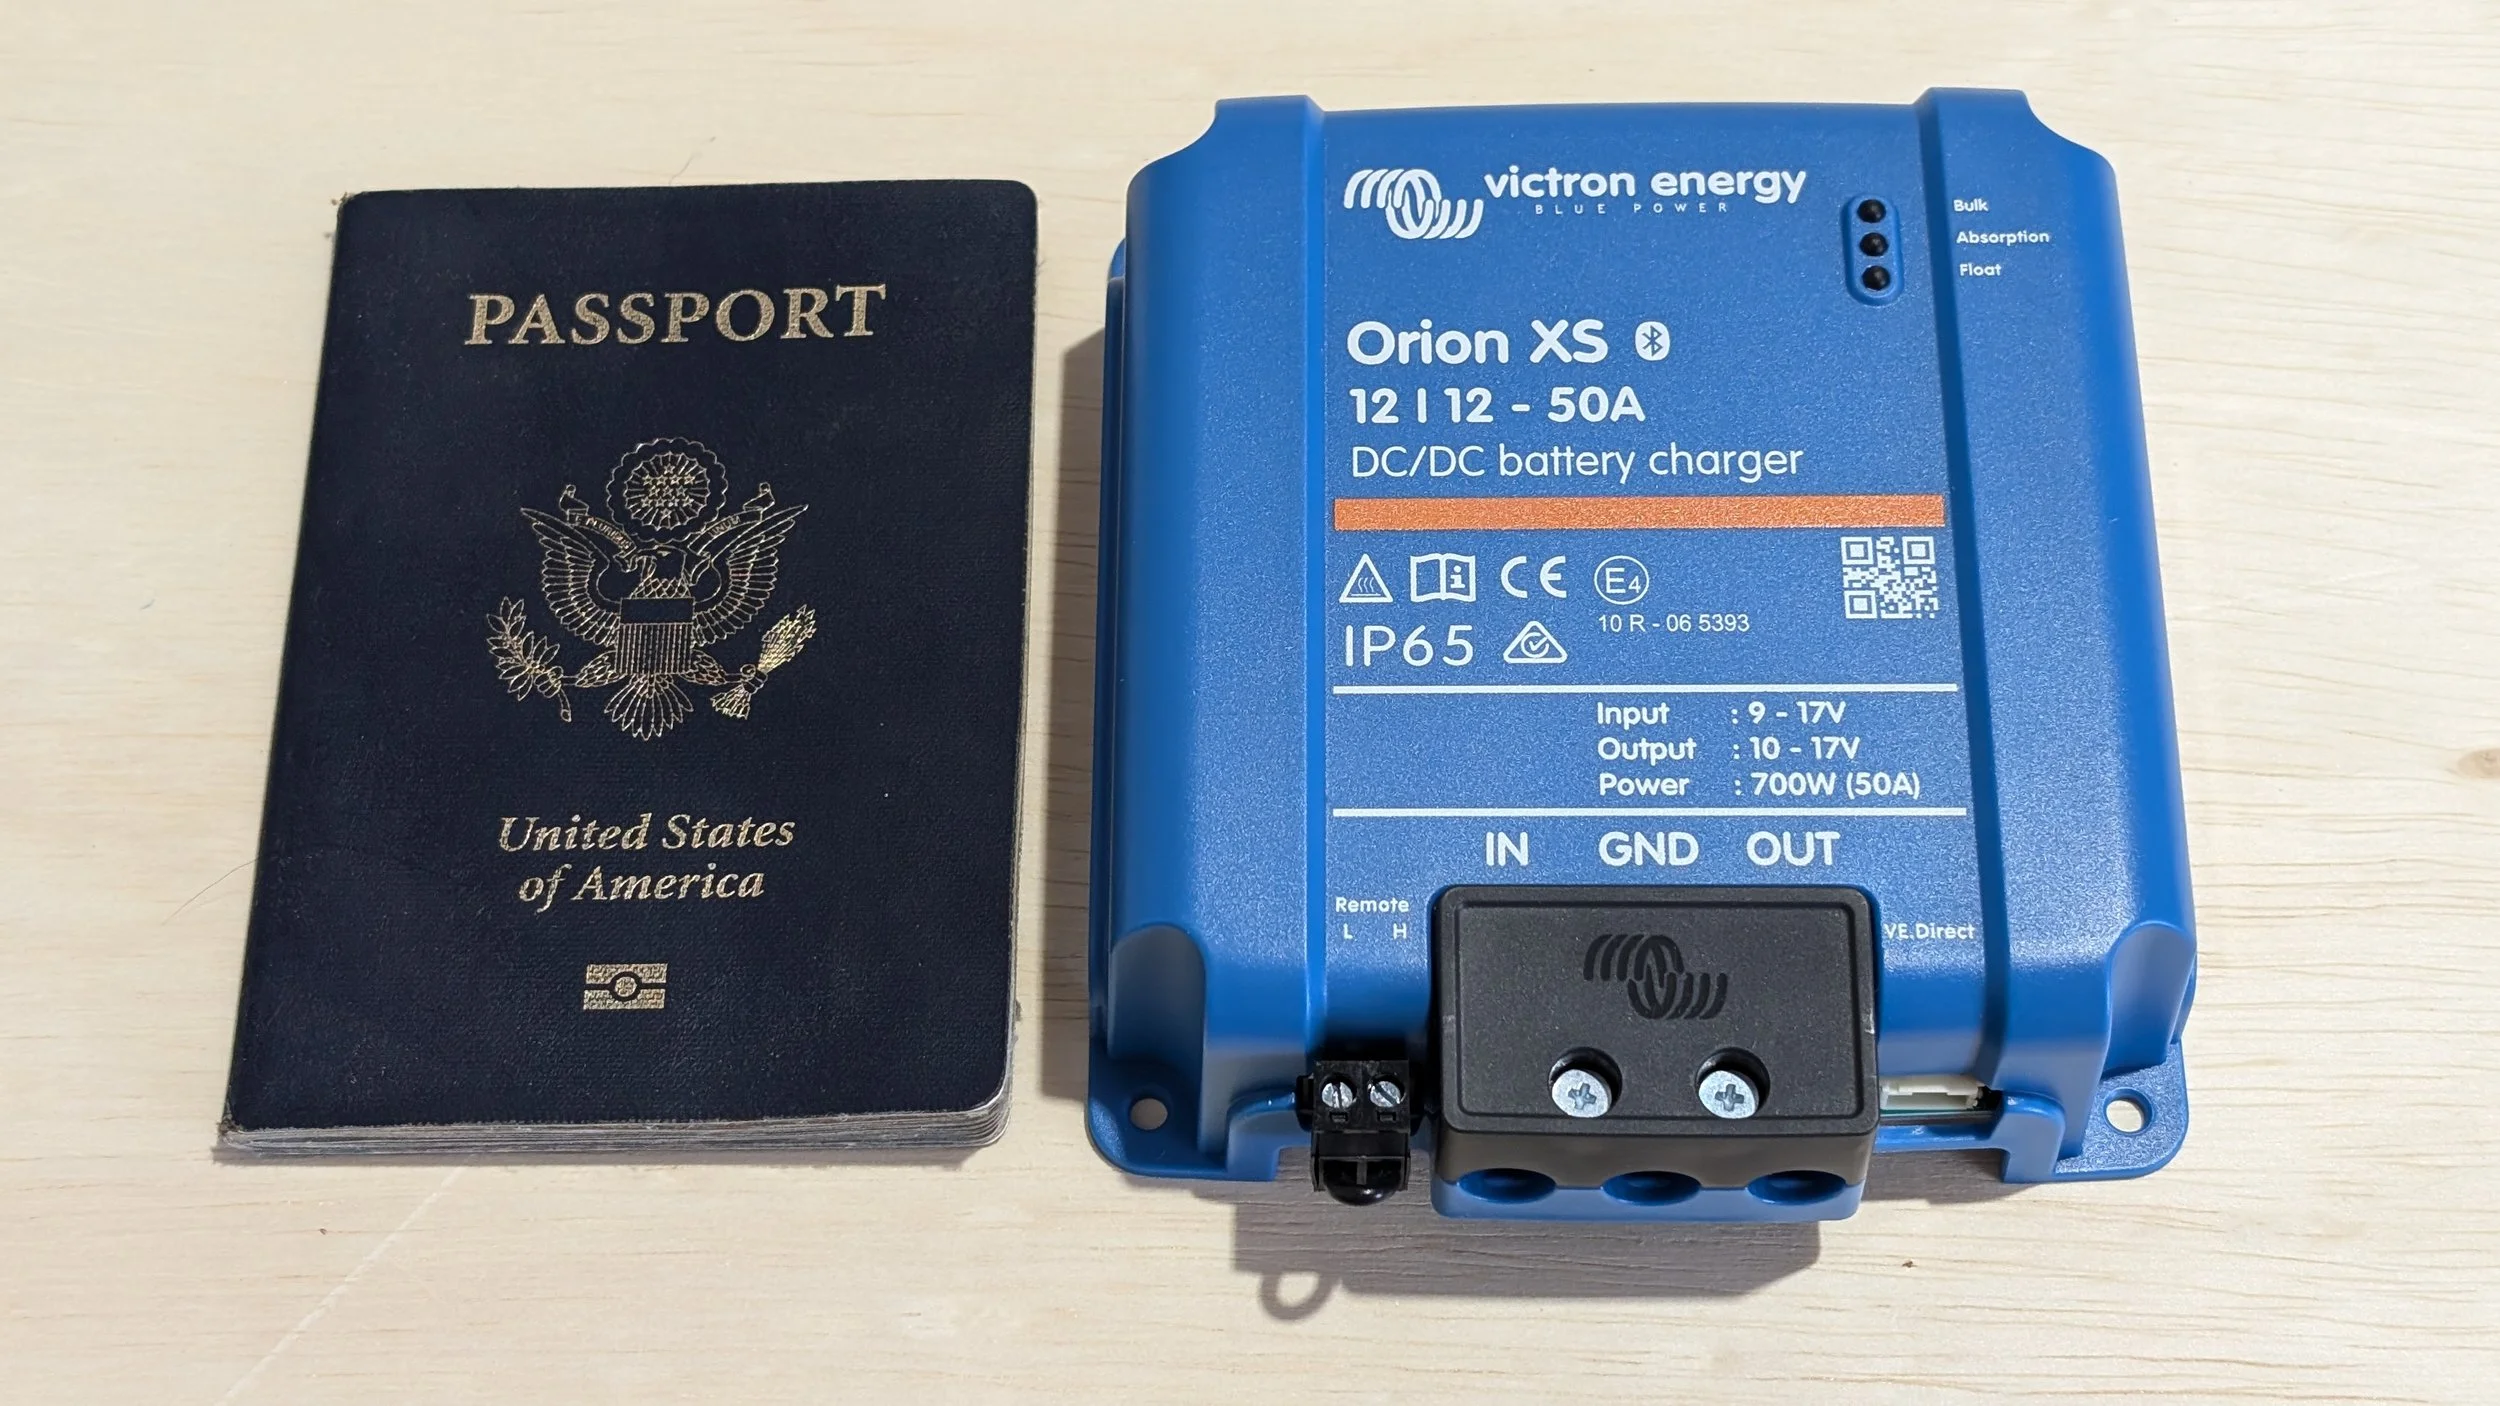 PASSPORT
United States
of America
victron energy
BLUE POWER
Bulk
Absorption
Float
Orion XS
12 | 12 - 50A
DC/DC battery charger
CE E4
10 R - 06 5393
IP65
Input : 9 - 17V
Output : 10 - 17V
Power : 700W (50A)
IN GND OUT
Remote
L H
VE.Direct